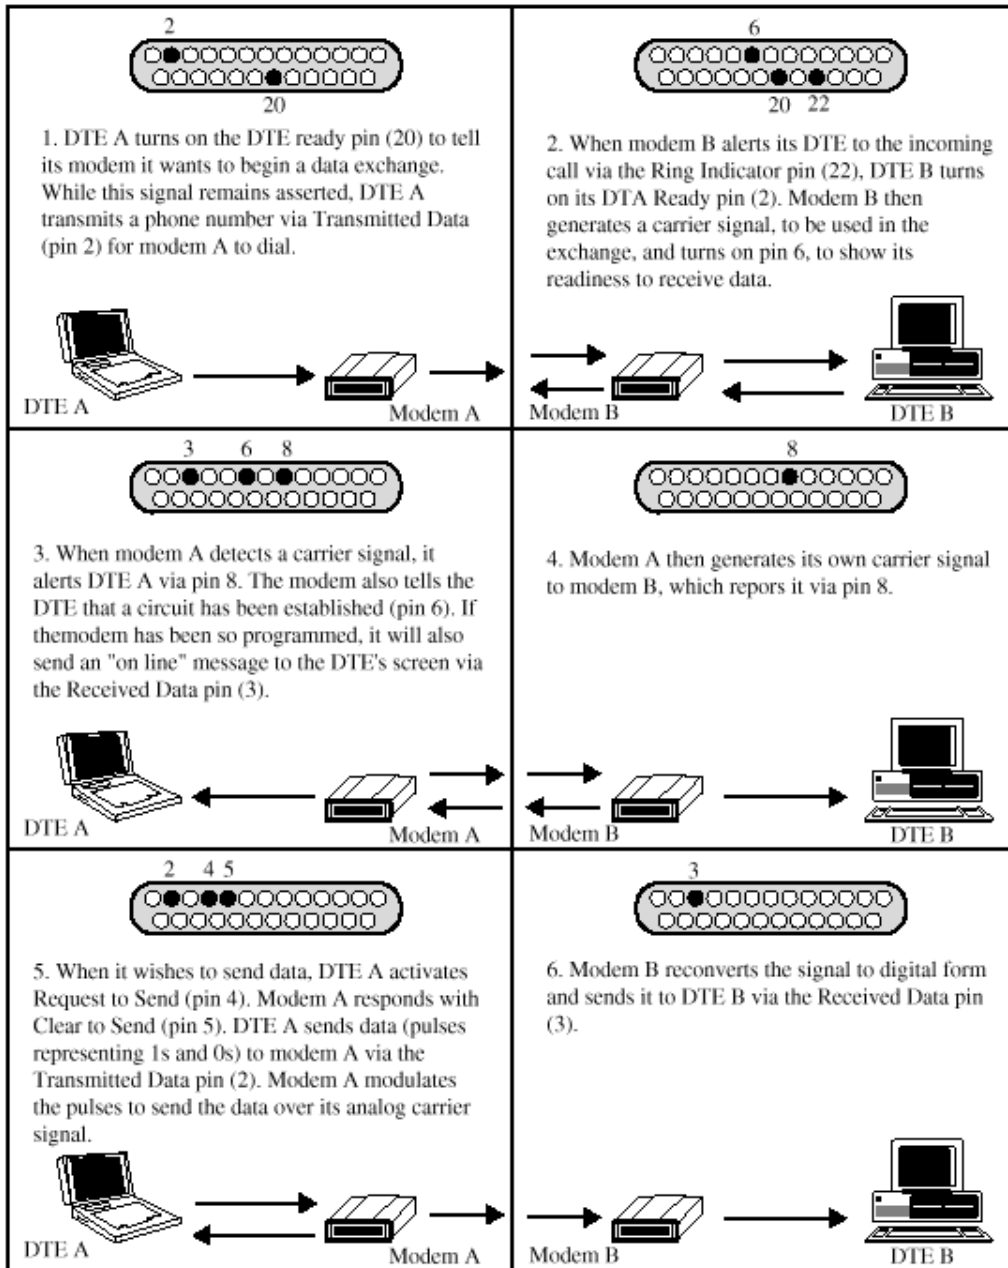 2
20
1. DTE A turns on the DTE ready pin (20) to tell
its modem it wants to begin a data exchange.
While this signal remains asserted, DTE A
transmits a phone number via Transmitted Data
(pin 2) for modem A to dial.
DTE A
Modem A
6
20 22
2. When modem B alerts its DTE to the incoming
call via the Ring Indicator pin (22), DTE B turns
on its DTA Ready pin (2). Modem B then
generates a carrier signal, to be used in the
exchange, and turns on pin 6, to show its
readiness to receive data.
Modem B
DTE B
3 6 8
3. When modem A detects a carrier signal, it
alerts DTE A via pin 8. The modem also tells the
DTE that a circuit has been established (pin 6). If
themodem has been so programmed, it will also
send an "on line" message to the DTE's screen via
the Received Data pin (3).
DTE A
Modem A
8
4. Modem A then generates its own carrier signal
to modem B, which repors it via pin 8.
Modem B
DTE B
2 4 5
5. When it wishes to send data, DTE A activates
Request to Send (pin 4). Modem A responds with
Clear to Send (pin 5). DTE A sends data (pulses
representing 1s and 0s) to modem A via the
Transmitted Data pin (2). Modem A modulates
the pulses to send the data over its analog carrier
signal.
DTE A
Modem A
3
6. Modem B reconverts the signal to digital form
and sends it to DTE B via the Received Data pin
(3).
Modem B
DTE B